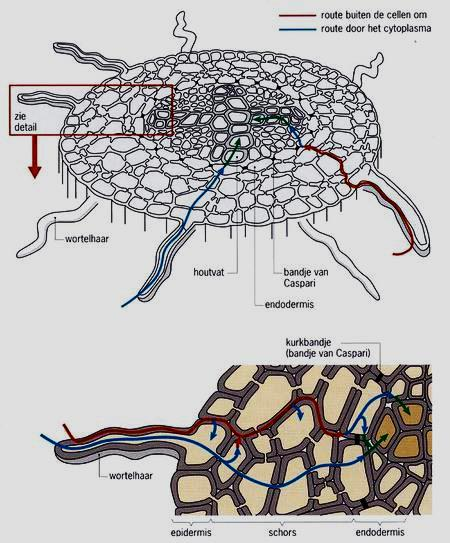 route buiten de cellen om
route door het cytoplasma
zie
detail
wortelhaar
houtvat
bandje van
Caspari
endodermis
kurkbandje
(bandje van Caspari)
wortelhaar
epidermis
schors
endodermis